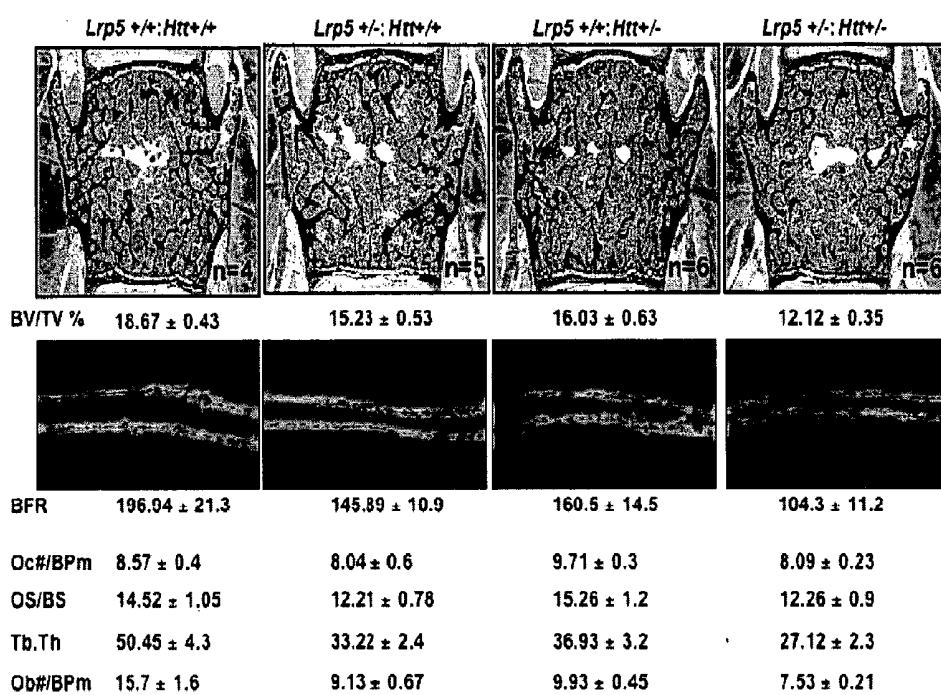 Lrp5 +/+:Htt+/+ Lrp5 +/-: Htt+/+ Lrp5 +/+:Htt+/- Lrp5 +/-: Htt+/-
n=4 n=5 n=6 n=6
BV/TV % 18.67 ± 0.43 15.23 ± 0.53 16.03 ± 0.63 12.12 ± 0.35
BFR 196.94 ± 21.3 145.89 ± 10.9 160.5 ± 14.5 104.3 ± 11.2
Oc#/BPm 8.57 ± 0.4 8.04 ± 0.6 9.71 ± 0.3 8.09 ± 0.23
OS/BS 14.52 ± 1.05 12.21 ± 0.78 15.26 ± 1.2 12.26 ± 0.9
Tb.Th 50.45 ± 4.3 33.22 ± 2.4 36.93 ± 3.2 27.12 ± 2.3
Ob#/BPm 15.7 ± 1.6 9.13 ± 0.67 9.93 ± 0.45 7.53 ± 0.21